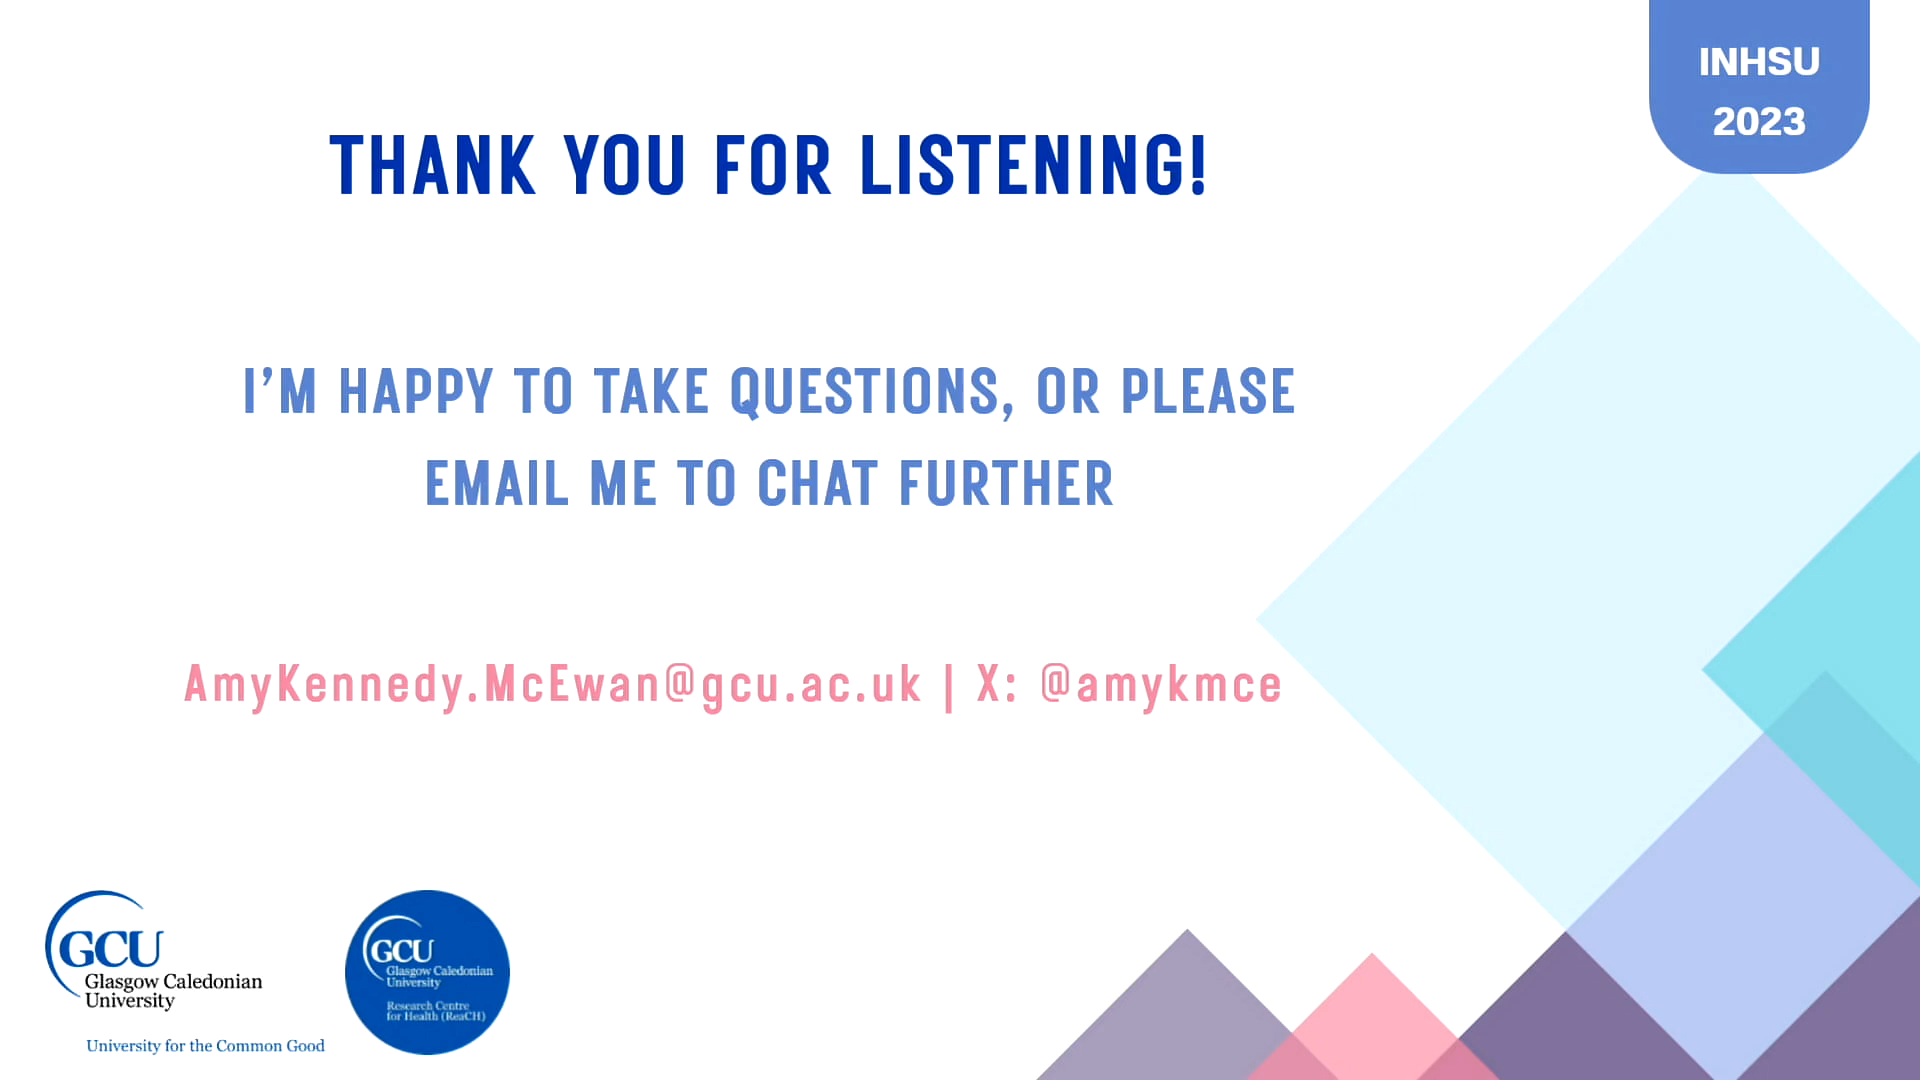 INHSU
2023
THANK YOU FOR LISTENING!
I’M HAPPY TO TAKE QUESTIONS, OR PLEASE
EMAIL ME TO CHAT FURTHER
AmyKennedy.McEwan@gcu.ac.uk | X: @amykmce
GCU
Glasgow Caledonian
University
University for the Common Good
GCU
Glasgow Caledonian
University
Research Centre
for Health (ReaCH)